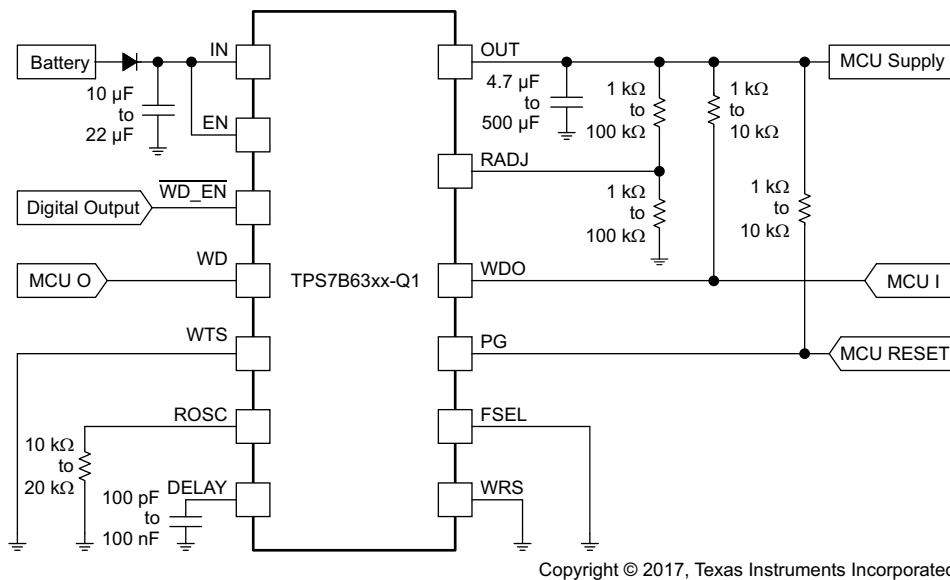 Battery
IN
10 µF
to
22 µF
EN
Digital Output
WD_EN
MCU O
WD
WTS
ROSC
10 kΩ
to
20 kΩ
DELAY
100 pF
to
100 nF
TPS7B63xx-Q1
OUT
MCU Supply
4.7 µF
to
500 µF
1 kΩ
to
100 kΩ
1 kΩ
to
10 kΩ
RADJ
1 kΩ
to
100 kΩ
1 kΩ
to
10 kΩ
WDO
MCU I
PG
MCU RESET
FSEL
WRS
Copyright © 2017, Texas Instruments Incorporated